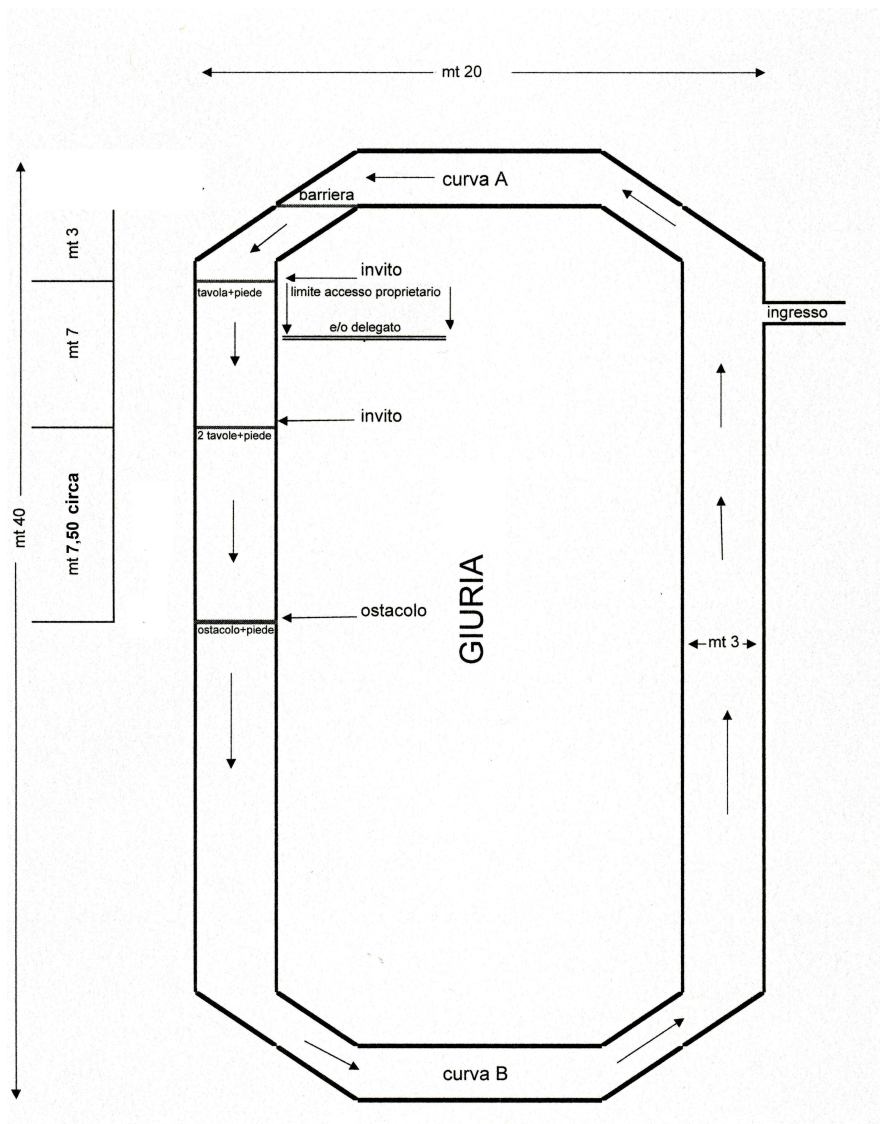 mt 20
curva A
barriera
mt 3
invito
tavola+piede
limite accesso proprietario
ingresso
e/o delegato
mt 7
invito
2 tavole+piede
mt 7,50 circa
mt 40
GIURIA
ostacolo
ostacolo+piede
mt 3
curva B